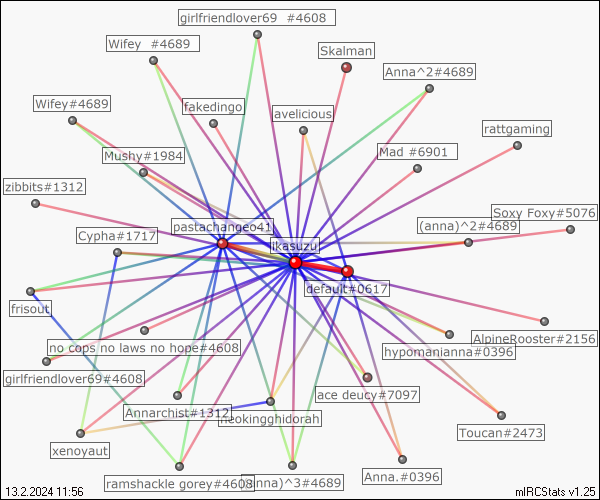 girlfriendlover69 #4608
Wifey #4689
Skalman
Anna^2#4689
Wifey#4689
fakedingo
avelicious
rattgaming
Mushy#1984
Mad #6901
zibbits#1312
pastachangeo41
Soxy Foxy#5076
(anna)^2#4689
Cypha#1717
ikasuzu
default#0617
frisout
no cops no laws no hope#4608
hypomanianna#0396
AlpineRooster#2156
girlfriendlover69#4608
ace deucy#7097
Annarchist#1312
neokingghidorah
Toucan#2473
xenoyaut
ramshackle gorey#4608
(anna)^3#4689
Anna.#0396
13.2.2024 11:56
mIRCStats v1.25